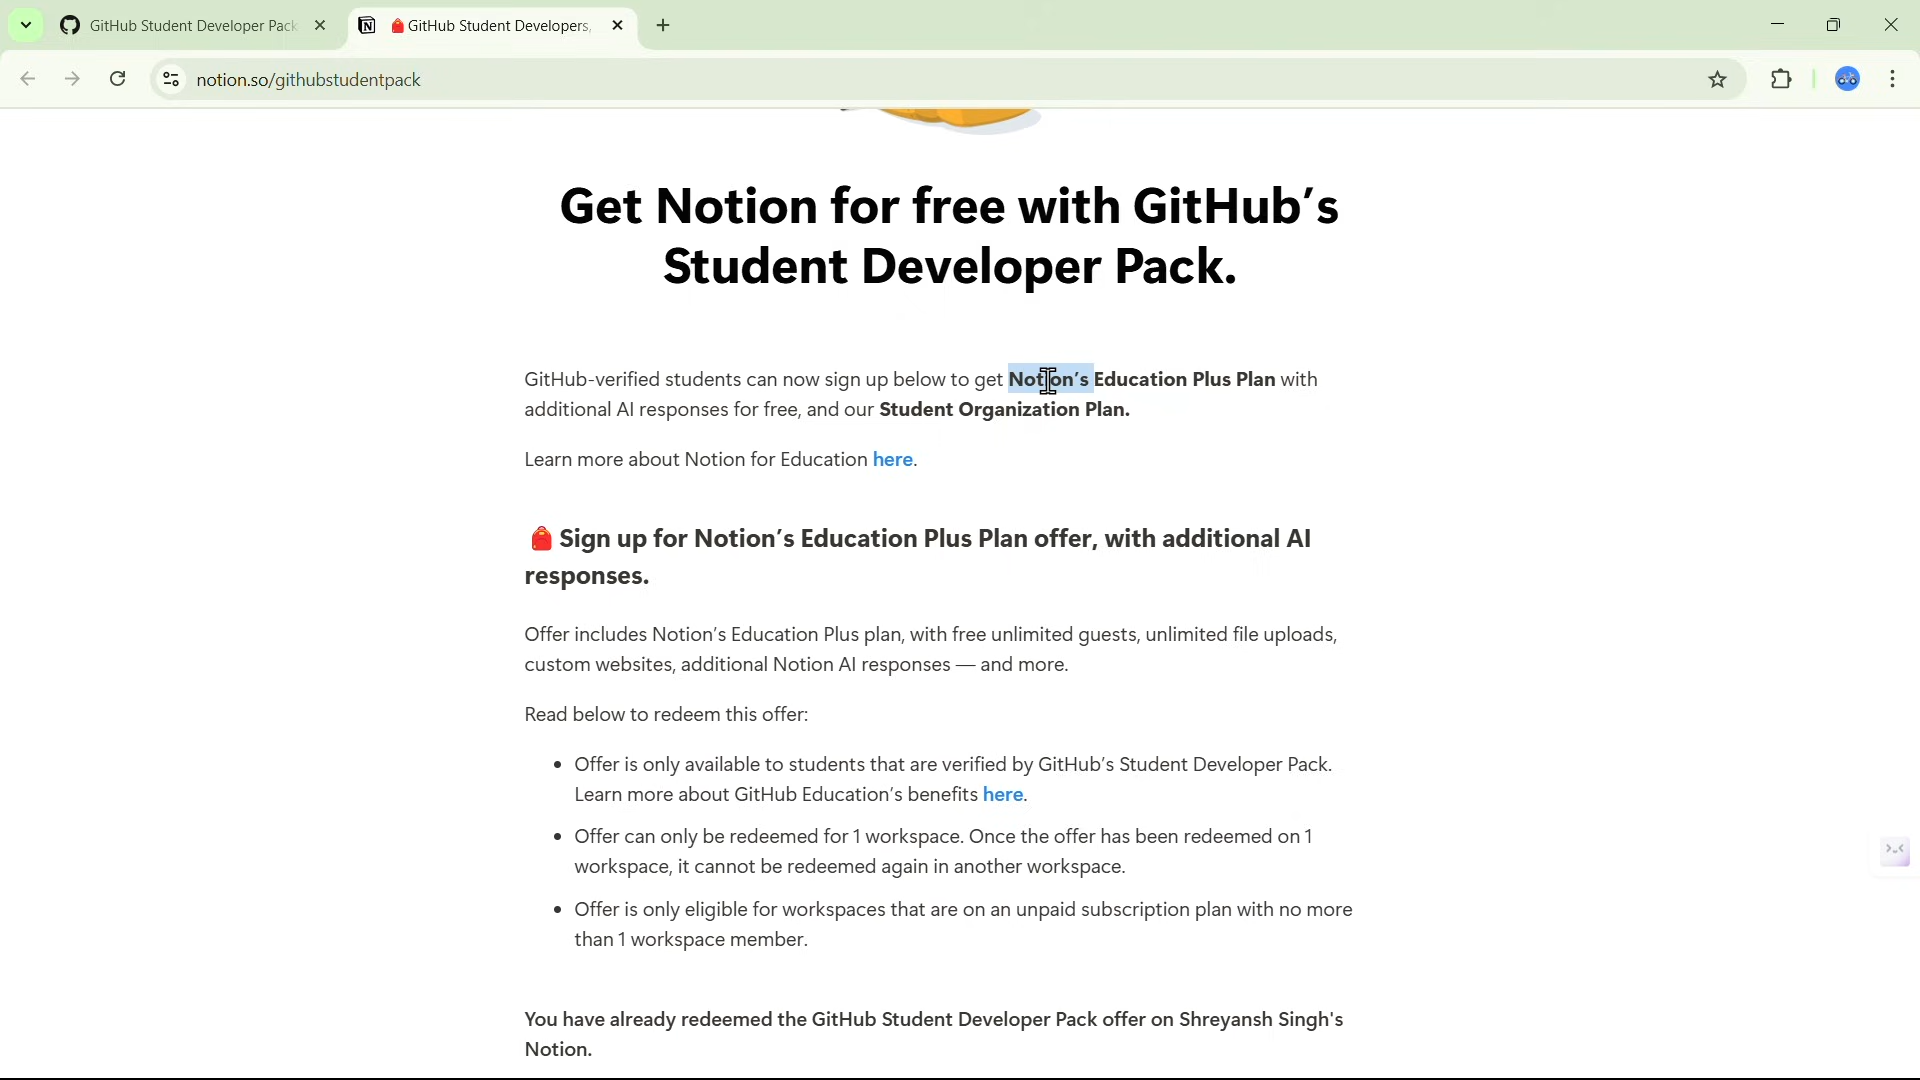 GitHub Student Developer Pack
GitHub Student Developers,
notion.so/githubstudentpack
Get Notion for free with GitHub’s
Student Developer Pack.
GitHub-verified students can now sign up below to get Notion’s Education Plus Plan with
additional AI responses for free, and our Student Organization Plan.
Learn more about Notion for Education here.
Sign up for Notion’s Education Plus Plan offer, with additional AI
responses.
Offer includes Notion’s Education Plus plan, with free unlimited guests, unlimited file uploads,
custom websites, additional Notion AI responses — and more.
Read below to redeem this offer:
• Offer is only available to students that are verified by GitHub’s Student Developer Pack.
Learn more about GitHub Education’s benefits here.
• Offer can only be redeemed for 1 workspace. Once the offer has been redeemed on 1
workspace, it cannot be redeemed again in another workspace.
• Offer is only eligible for workspaces that are on an unpaid subscription plan with no more
than 1 workspace member.
You have already redeemed the GitHub Student Developer Pack offer on Shreyansh Singh's
Notion.